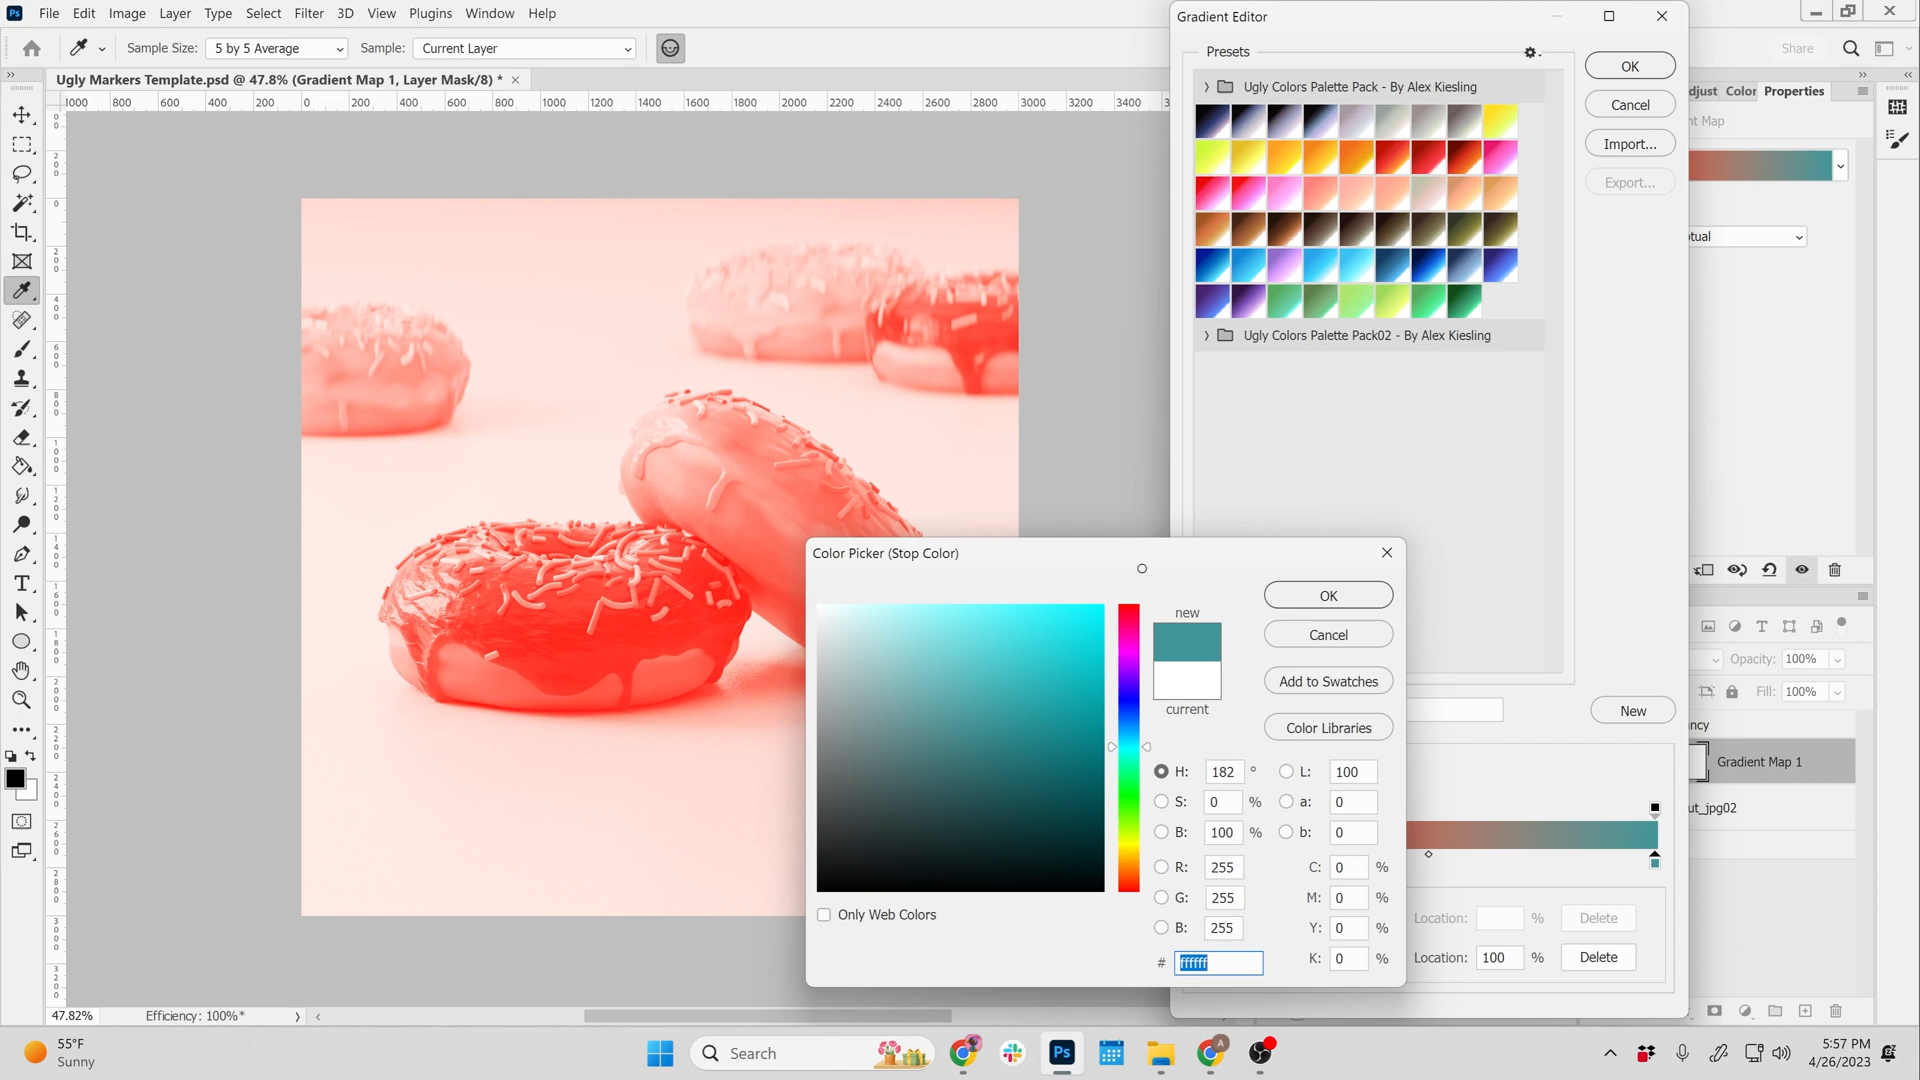 Ps File Edit Image Layer Type Select Filter 3D View Plugins Window Help
Sample Size: 5 by 5 Average Sample: Current Layer Share
Ugly Markers Template.psd @ 47.8% (Gradient Map 1, Layer Mask/8) * ×
1000 800 600 400 200 0 200 400 600 800 1000 1200 1400 1600 1800 2000 2200 2400 2600 2800 3000 3200 3400
Gradient Editor
Presets
Ugly Colors Palette Pack - By Alex Kiesling
Ugly Colors Palette Pack02 - By Alex Kiesling
OK
Cancel
Import...
Export...
New
Location: % Delete
Location: 100 % Delete
djust Color Properties
nt Map
otual
Opacity: 100%
Fill: 100%
ncy
Gradient Map 1
ut_jpg02
Color Picker (Stop Color)
new
current
OK
Cancel
Add to Swatches
Color Libraries
H: 182 ° L: 100
S: 0 % a: 0
B: 100 % b: 0
R: 255 C: 0 %
G: 255 M: 0 %
B: 255 Y: 0 %
# ffffff K: 0 %
Only Web Colors
47.82% Efficiency: 100%*
55°F
Sunny
Search
Ps
A
5:57 PM
4/26/2023